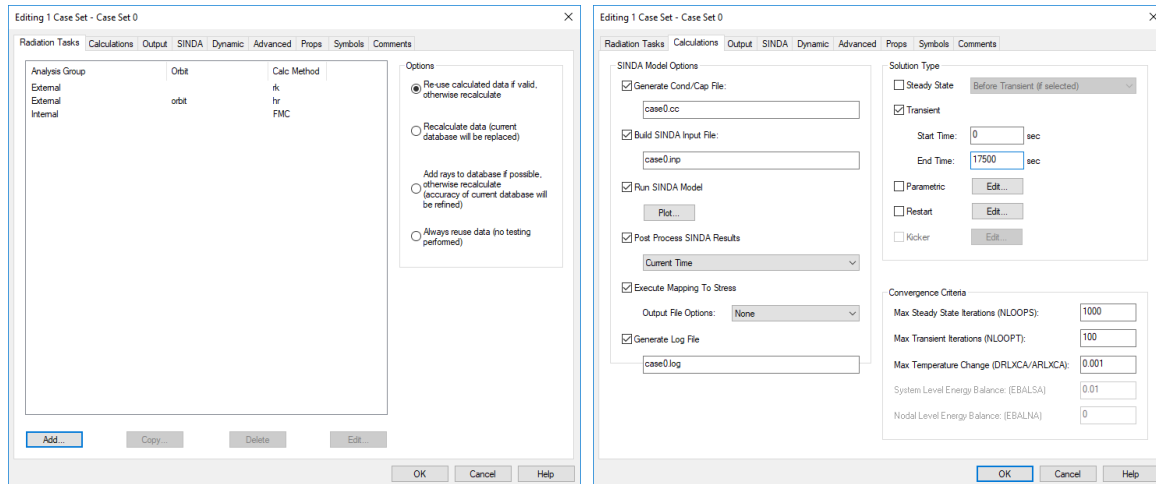 Editing 1 Case Set - Case Set 0
Radiation Tasks Calculations Output SINDA Dynamic Advanced Props Symbols Comments
Analysis Group Orbit Calc Method
External rk
External orbit hr
Internal FMC
Options
Re-use calculated data if valid,
otherwise recalculate
Recalculate data (current
database will be replaced)
Add rays to database if possible,
otherwise recalculate
(accuracy of current database will
be refined)
Always reuse data (no testing
performed)
Add... Copy... Delete Edit...
OK Cancel Help
Editing 1 Case Set - Case Set 0
Radiation Tasks Calculations Output SINDA Dynamic Advanced Props Symbols Comments
SINDA Model Options
Generate Cond/Cap File:
case0.cc
Build SINDA Input File:
case0.inp
Run SINDA Model
Plot...
Post Process SINDA Results
Current Time
Execute Mapping To Stress
Output File Options: None
Generate Log File
case0.log
Solution Type
Steady State Before Transient (if selected)
Transient
Start Time: 0 sec
End Time: 17500 sec
Parametric Edit...
Restart Edit...
Kicker Edit...
Convergence Criteria
Max Steady State Iterations (NLOOPS): 1000
Max Transient Iterations (NLOOPT): 100
Max Temperature Change (DRLXCA/ARLXCA): 0.001
System Level Energy Balance: (EBALSA) 0.01
Nodal Level Energy Balance: (EBALNA) 0
OK Cancel Help